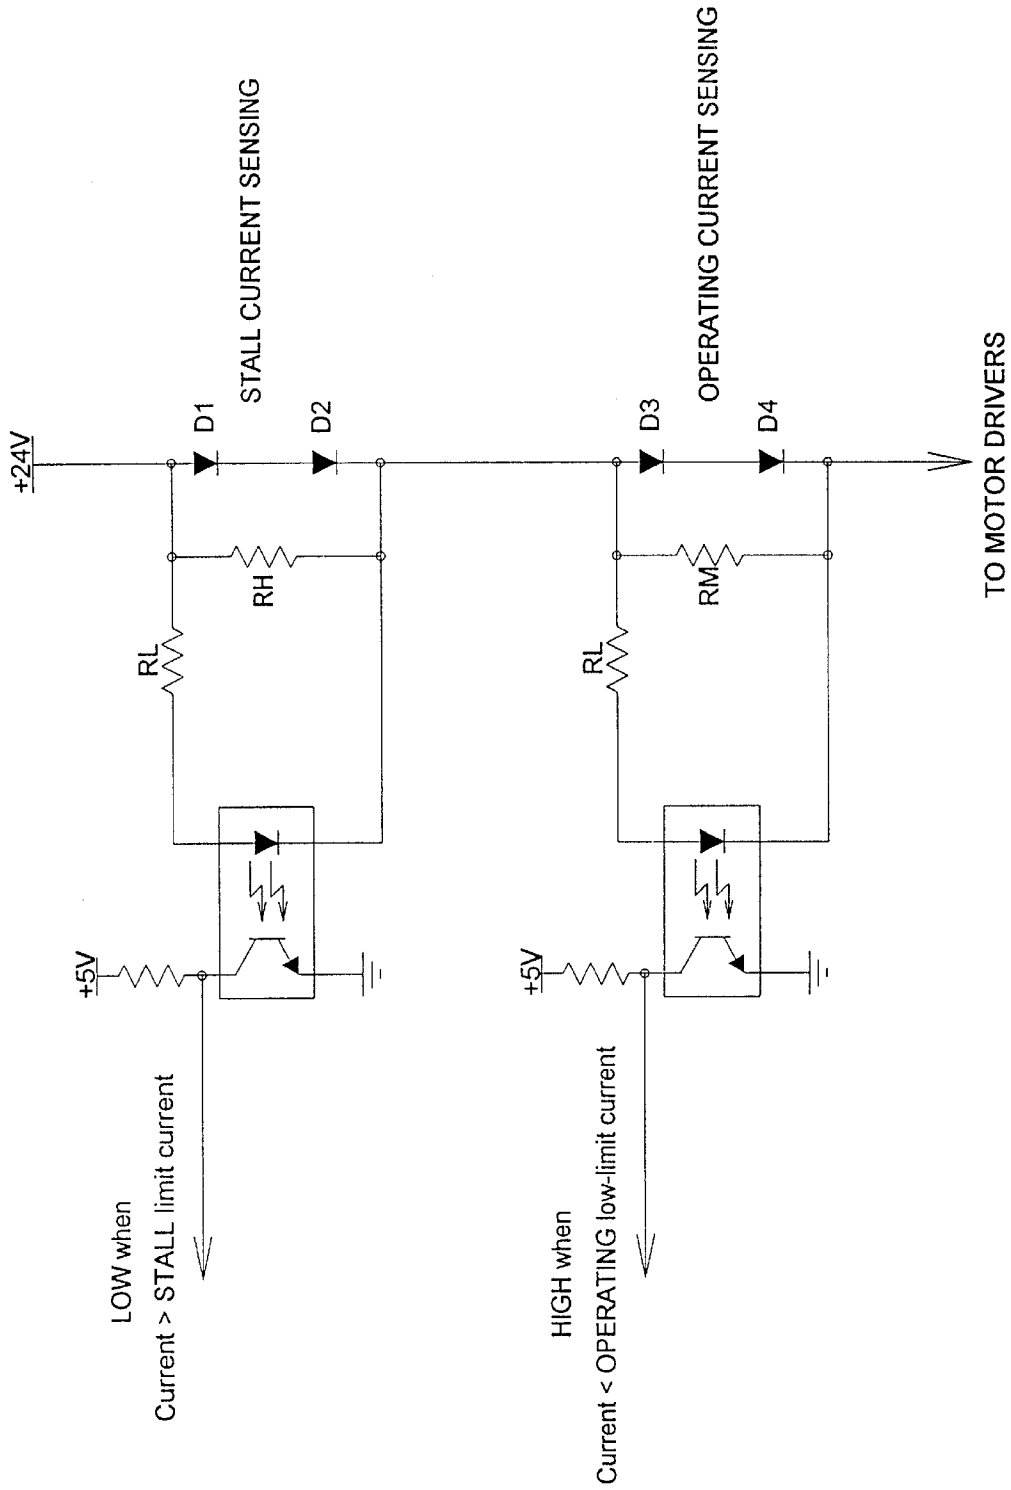 +24V
STALL CURRENT SENSING
D1
D2
RH
RL
+5V
LOW when
Current > STALL limit current
OPERATING CURRENT SENSING
D3
D4
RM
RL
+5V
HIGH when
Current < OPERATING low-limit current
TO MOTOR DRIVERS